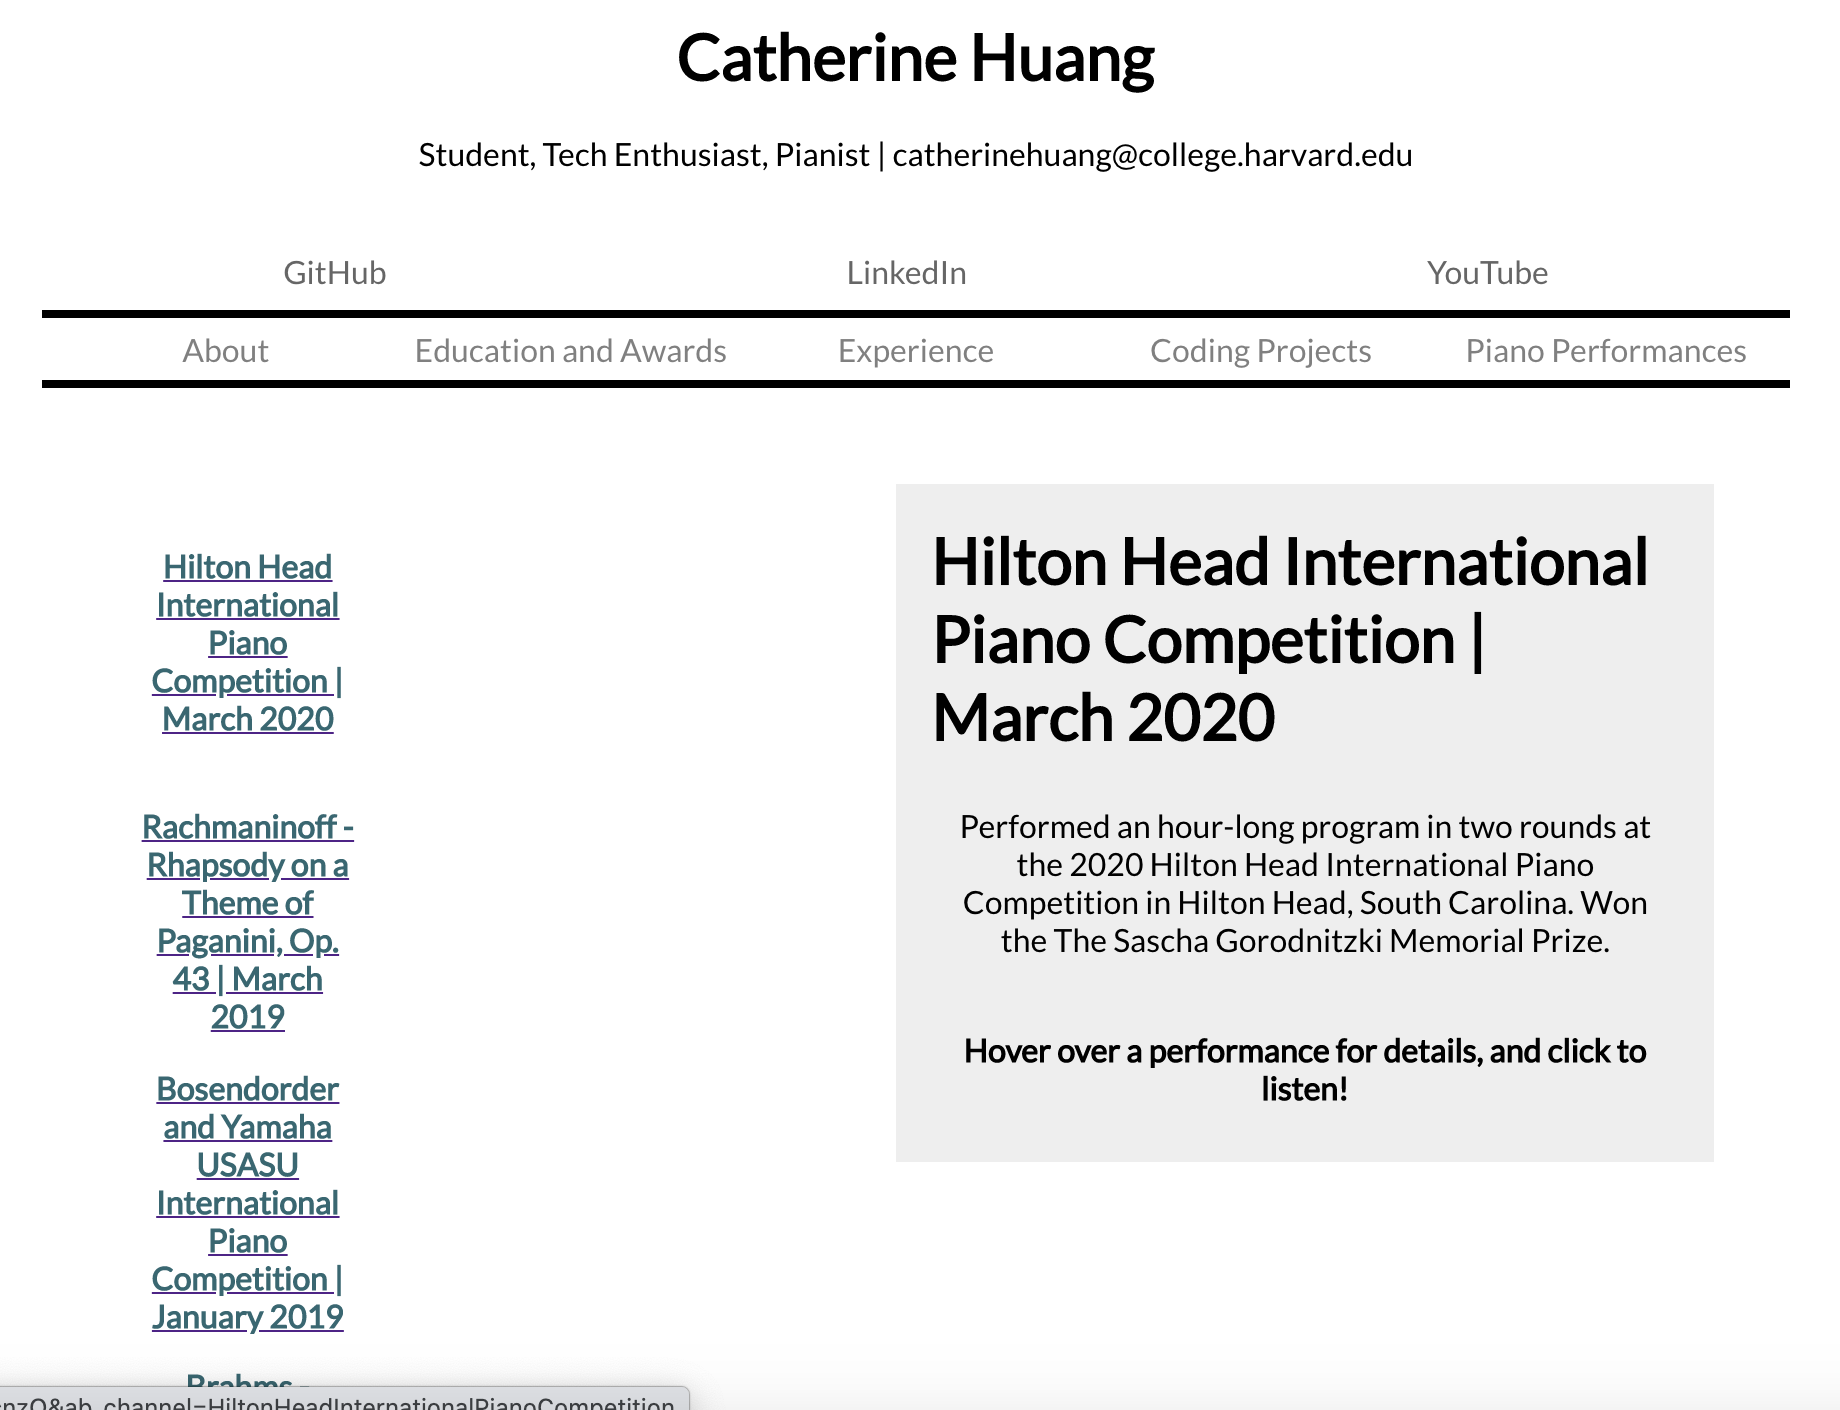 Catherine Huang
Student, Tech Enthusiast, Pianist | catherinehuang@college.harvard.edu
GitHub LinkedIn YouTube
About Education and Awards Experience Coding Projects Piano Performances
Hilton Head
International
Piano
Competition |
March 2020
Rachmaninoff -
Rhapsody on a
Theme of
Paganini, Op.
43 | March
2019
Bosendorder
and Yamaha
USASU
International
Piano
Competition |
January 2019
Brahms -
Hilton Head International
Piano Competition |
March 2020
Performed an hour-long program in two rounds at
the 2020 Hilton Head International Piano
Competition in Hilton Head, South Carolina. Won
the The Sascha Gorodnitzki Memorial Prize.
Hover over a performance for details, and click to
listen!
nzQ&ab_channel=HiltonHeadInternationalPianoCompetition